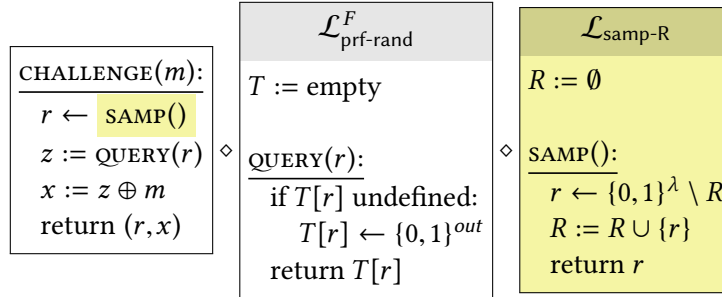 CHALLENGE(m):
r ← SAMP()
z := QUERY(r)
x := z ⊕ m
return (r, x)
⋄
𝓛^F_prf-rand
T := empty
QUERY(r):
if T[r] undefined:
T[r] ← {0, 1}^out
return T[r]
⋄
𝓛_samp-R
R := ∅
SAMP():
r ← {0, 1}^λ \ R
R := R ∪ {r}
return r